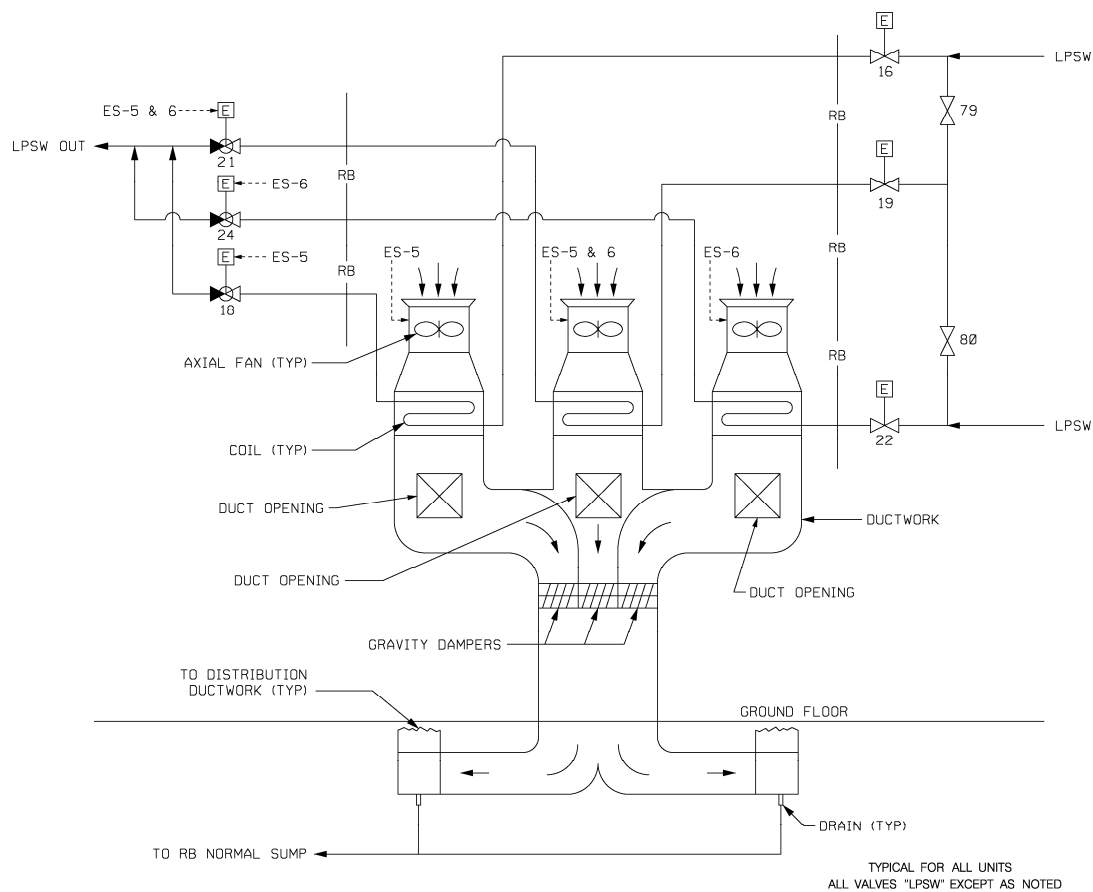 E
16
LPSW
79
ES-5 & 6
E
RB
LPSW OUT
21
E
19
RB
E
ES-6
24
RB
E
ES-5
RB
18
ES-5
ES-5 & 6
ES-6
80
RB
AXIAL FAN (TYP)
E
22
LPSW
COIL (TYP)
DUCT OPENING
DUCTWORK
DUCT OPENING
DUCT OPENING
GRAVITY DAMPERS
TO DISTRIBUTION
DUCTWORK (TYP)
GROUND FLOOR
DRAIN (TYP)
TO RB NORMAL SUMP
TYPICAL FOR ALL UNITS
ALL VALVES "LPSW" EXCEPT AS NOTED